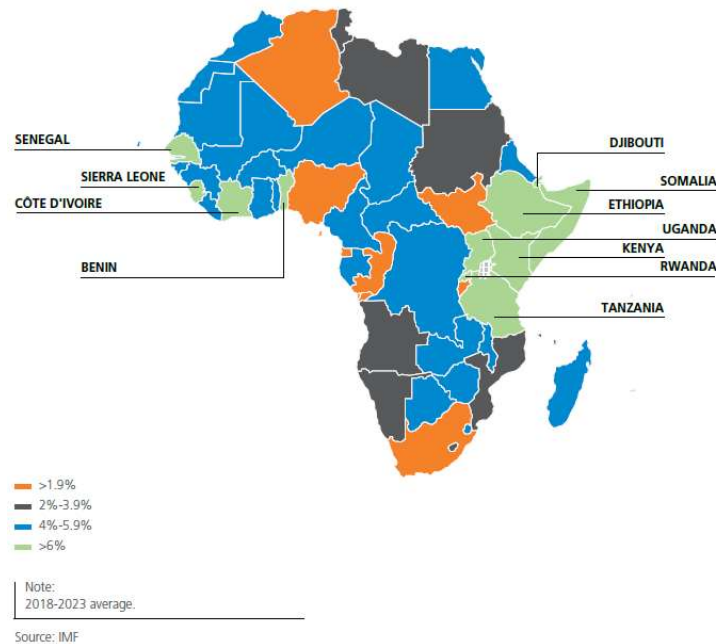 SENEGAL
SIERRA LEONE
CÔTE D'IVOIRE
BENIN
DJIBOUTI
SOMALIA
ETHIOPIA
UGANDA
KENYA
RWANDA
TANZANIA
>1.9%
2%-3.9%
4%-5.9%
>6%
Note:
2018-2023 average.
Source: IMF